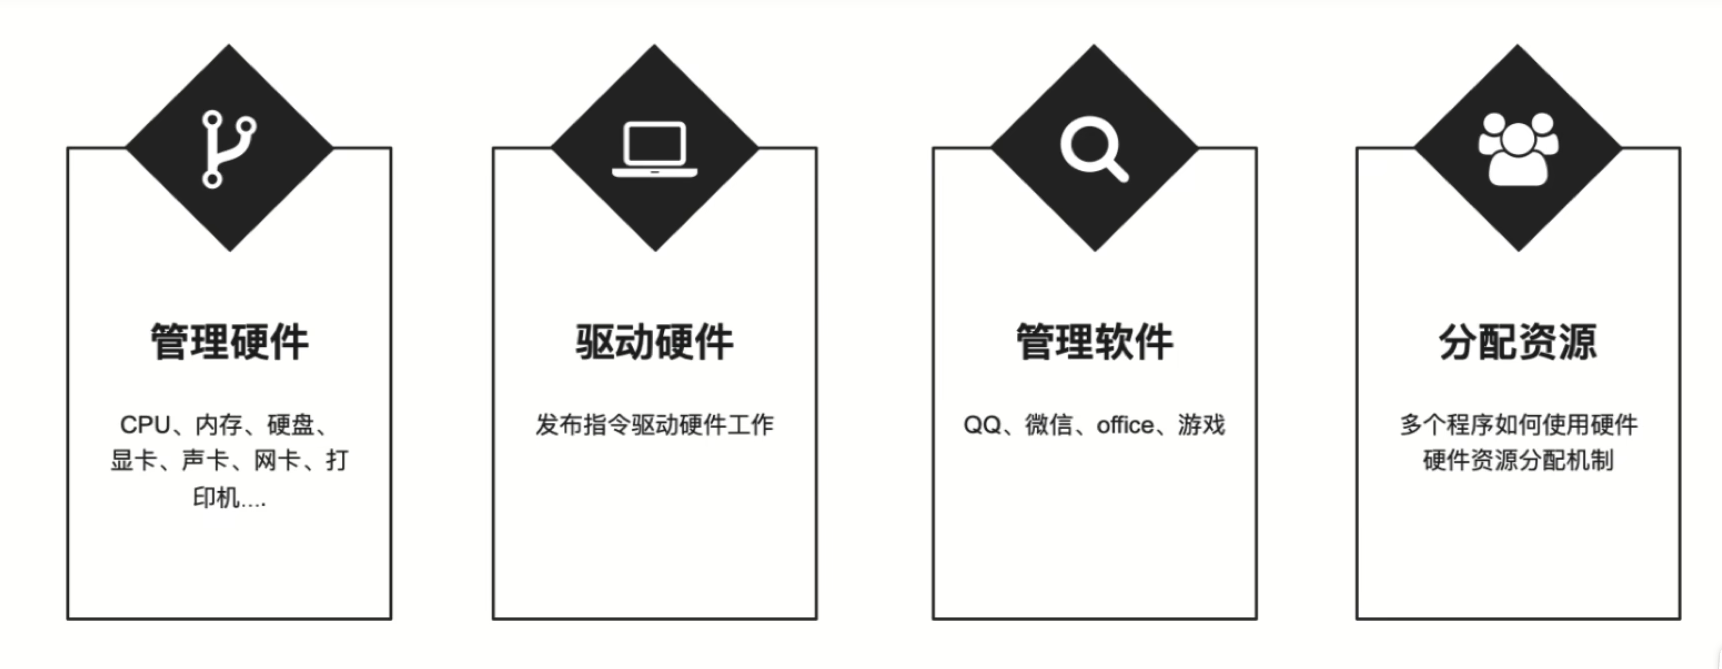 管理硬件
CPU、内存、硬盘、
显卡、声卡、网卡、打
印机....
驱动硬件
发布指令驱动硬件工作
管理软件
QQ、微信、office、游戏
分配资源
多个程序如何使用硬件
硬件资源分配机制